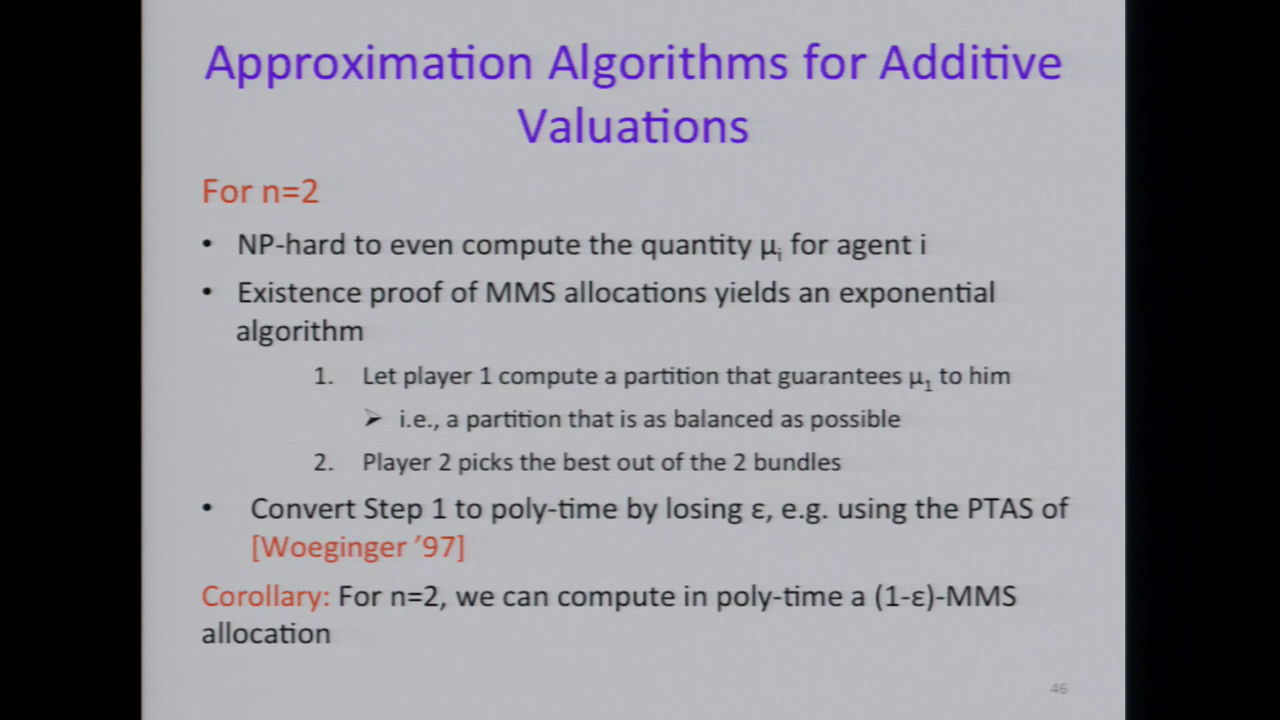 Approximation Algorithms for Additive
Valuations
For n=2
• NP-hard to even compute the quantity μᵢ for agent i
• Existence proof of MMS allocations yields an exponential
algorithm
1. Let player 1 compute a partition that guarantees μ₁ to him
➢ i.e., a partition that is as balanced as possible
2. Player 2 picks the best out of the 2 bundles
• Convert Step 1 to poly-time by losing ε, e.g. using the PTAS of
[Woeginger ’97]
Corollary: For n=2, we can compute in poly-time a (1-ε)-MMS
allocation
46